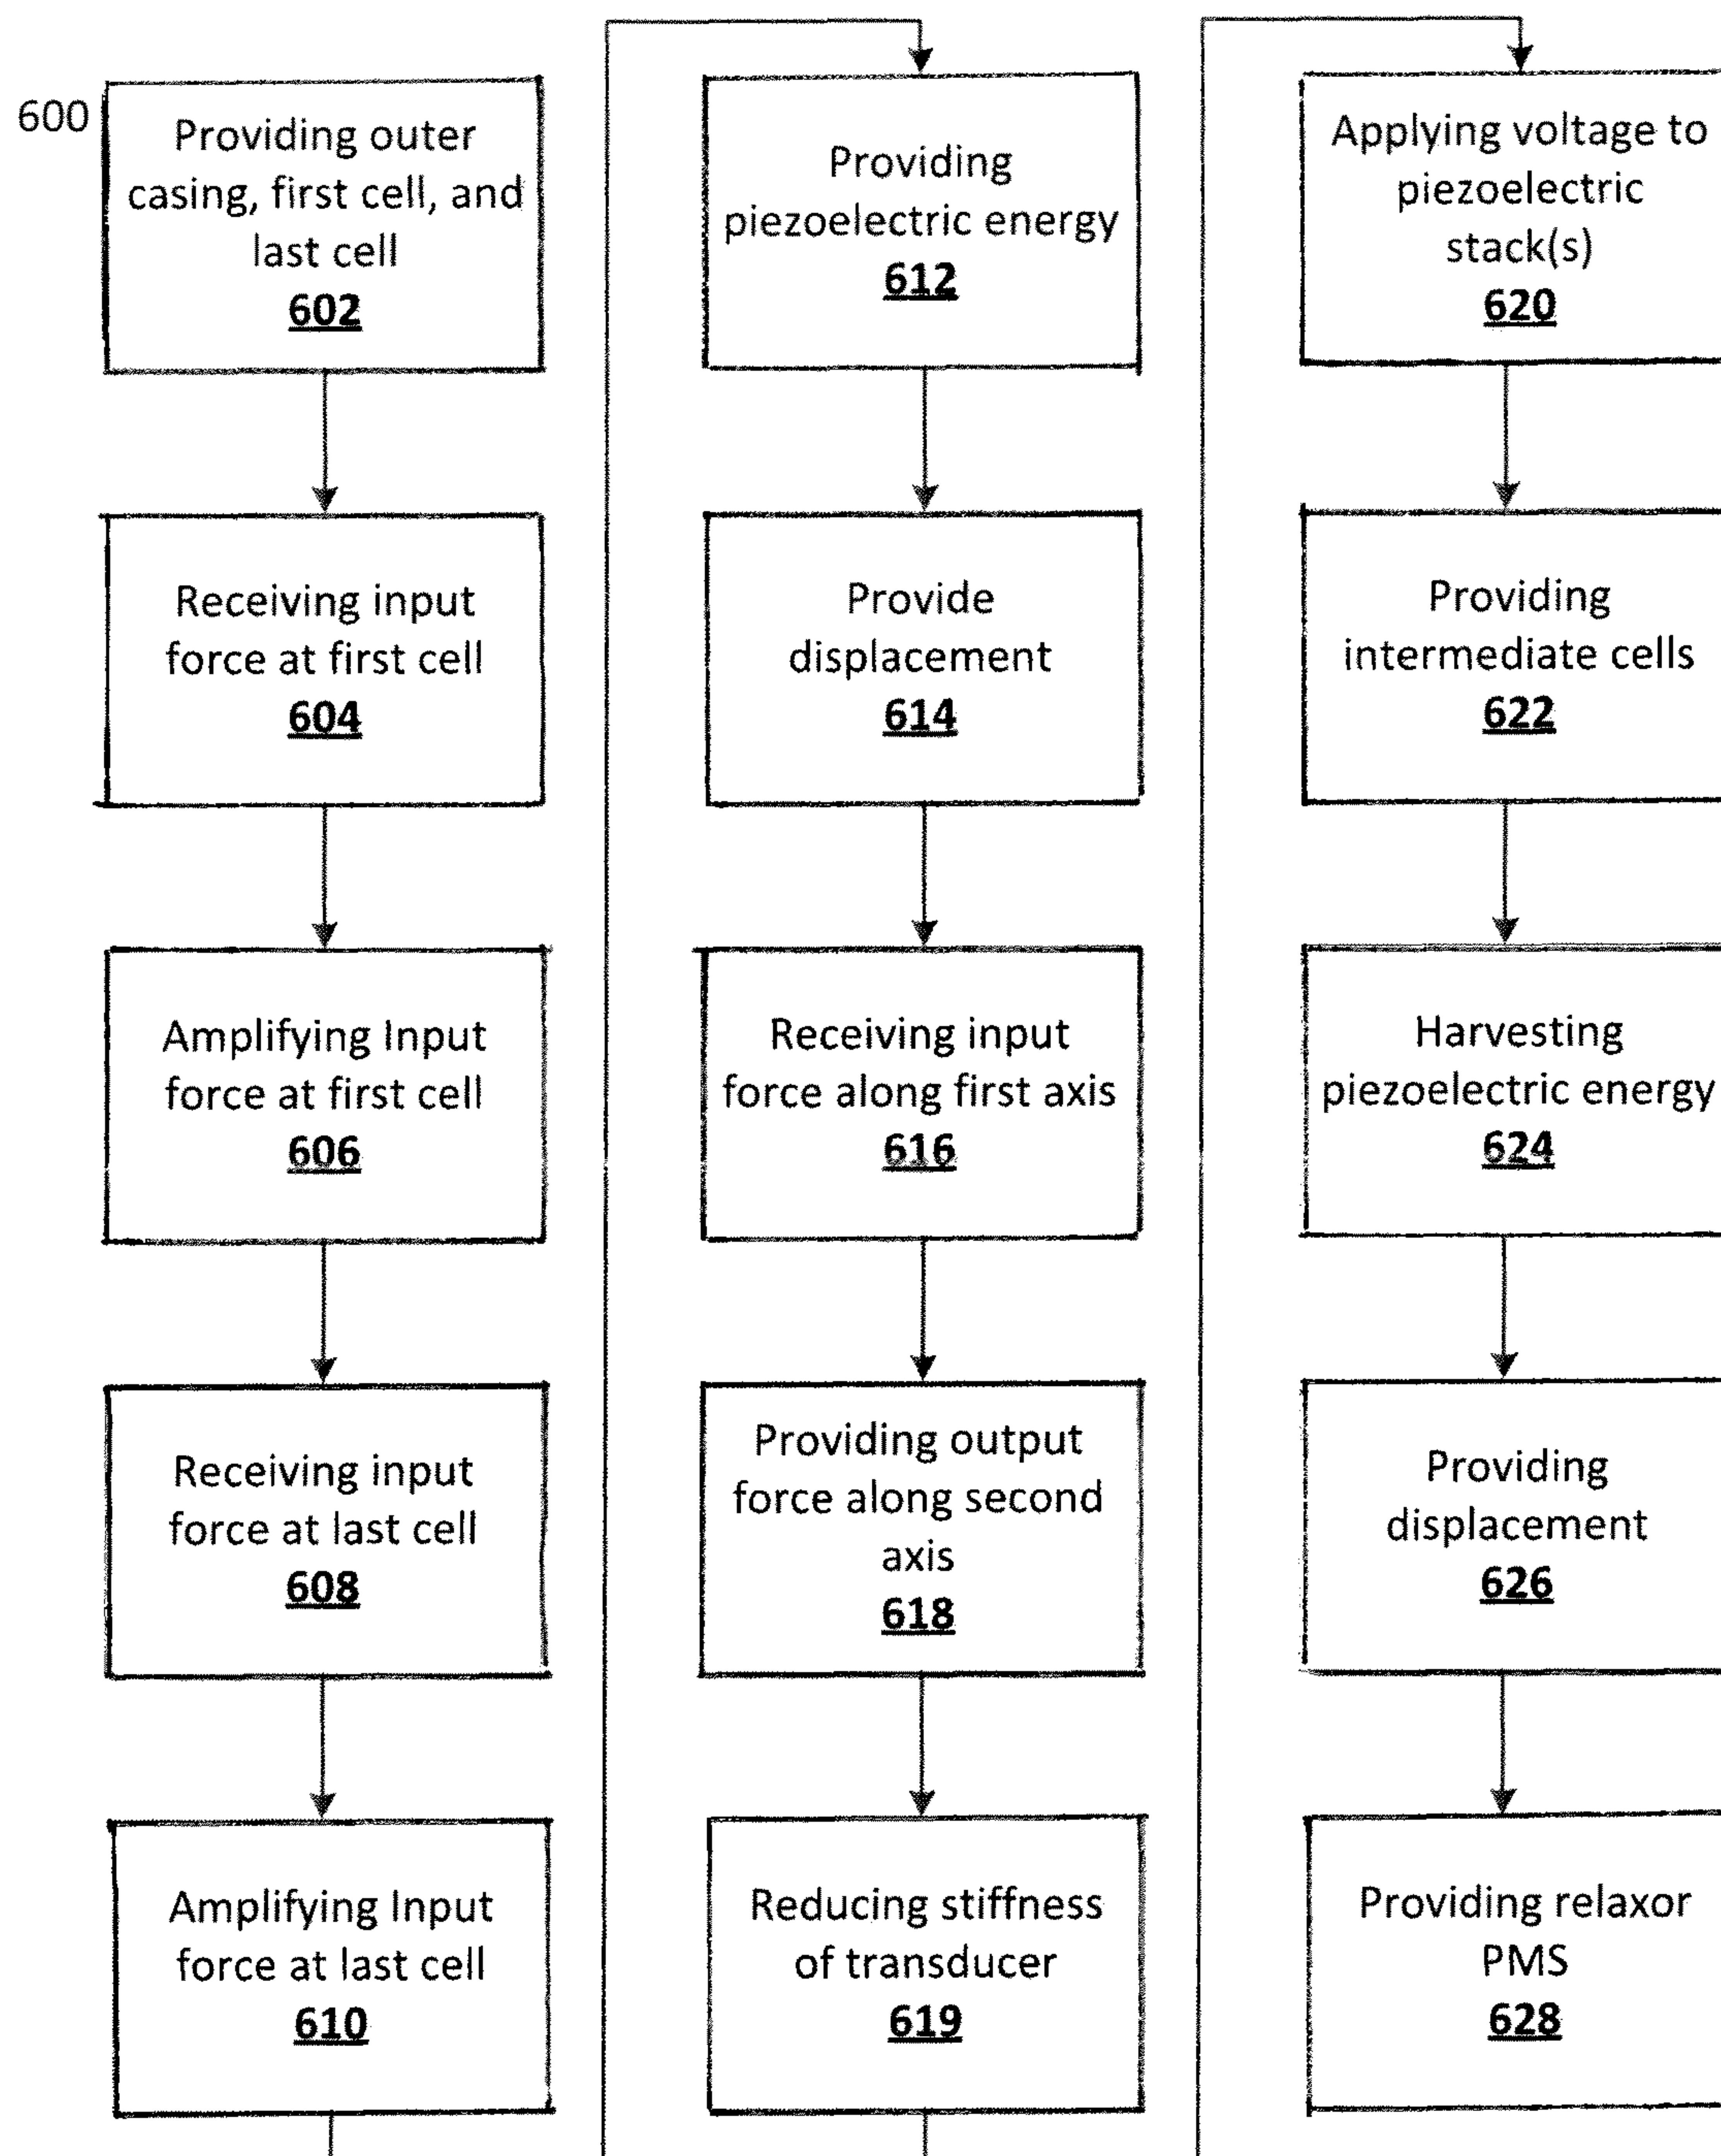 600
Providing outer
casing, first cell, and
last cell
602
Receiving input
force at first cell
604
Amplifying Input
force at first cell
606
Receiving input
force at last cell
608
Amplifying Input
force at last cell
610
Providing
piezoelectric energy
612
Provide
displacement
614
Receiving input
force along first axis
616
Providing output
force along second
axis
618
Reducing stiffness
of transducer
619
Applying voltage to
piezoelectric
stack(s)
620
Providing
intermediate cells
622
Harvesting
piezoelectric energy
624
Providing
displacement
626
Providing relaxor
PMS
628